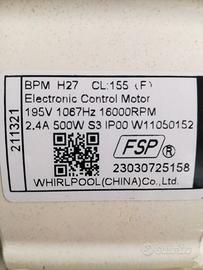 BPM H27 CL:155 (F)
Electronic Control Motor
195V 1067Hz 16000RPM
2,4A 500W S3 IP00 W11050152
FSP ®
23030725158
WHIRLPOOL(CHINA)Co.,Ltd.
211321
subito